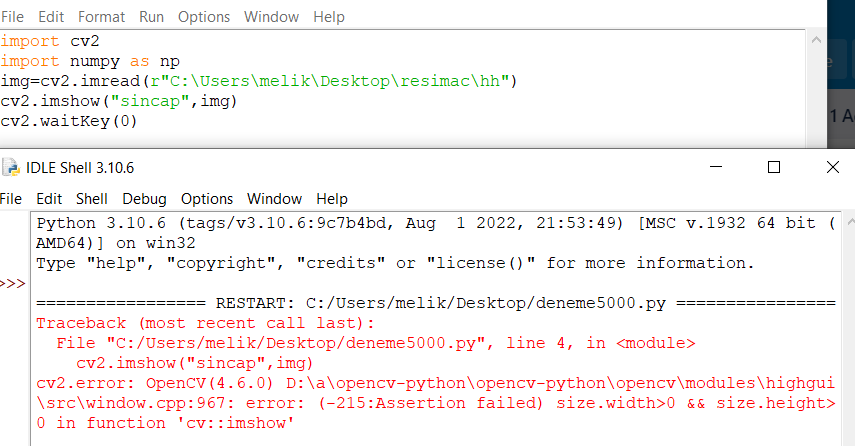 File Edit Format Run Options Window Help
import cv2
import numpy as np
img=cv2.imread(r"C:\Users\melik\Desktop\resimac\hh")
cv2.imshow("sincap",img)
cv2.waitKey(0)
e
1 A
IDLE Shell 3.10.6
File Edit Shell Debug Options Window Help
Python 3.10.6 (tags/v3.10.6:9c7b4bd, Aug  1 2022, 21:53:49) [MSC v.1932 64 bit (
AMD64)] on win32
Type "help", "copyright", "credits" or "license()" for more information.
>>>
================= RESTART: C:/Users/melik/Desktop/deneme5000.py ================
Traceback (most recent call last):
  File "C:/Users/melik/Desktop/deneme5000.py", line 4, in <module>
    cv2.imshow("sincap",img)
cv2.error: OpenCV(4.6.0) D:\a\opencv-python\opencv-python\opencv\modules\highgui
\src\window.cpp:967: error: (-215:Assertion failed) size.width>0 && size.height>
0 in function 'cv::imshow'